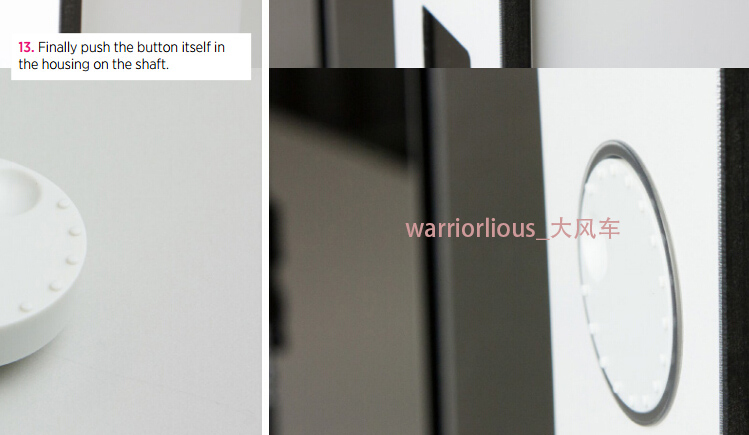 13. Finally push the button itself in
the housing on the shaft.
warriorlious_大风车